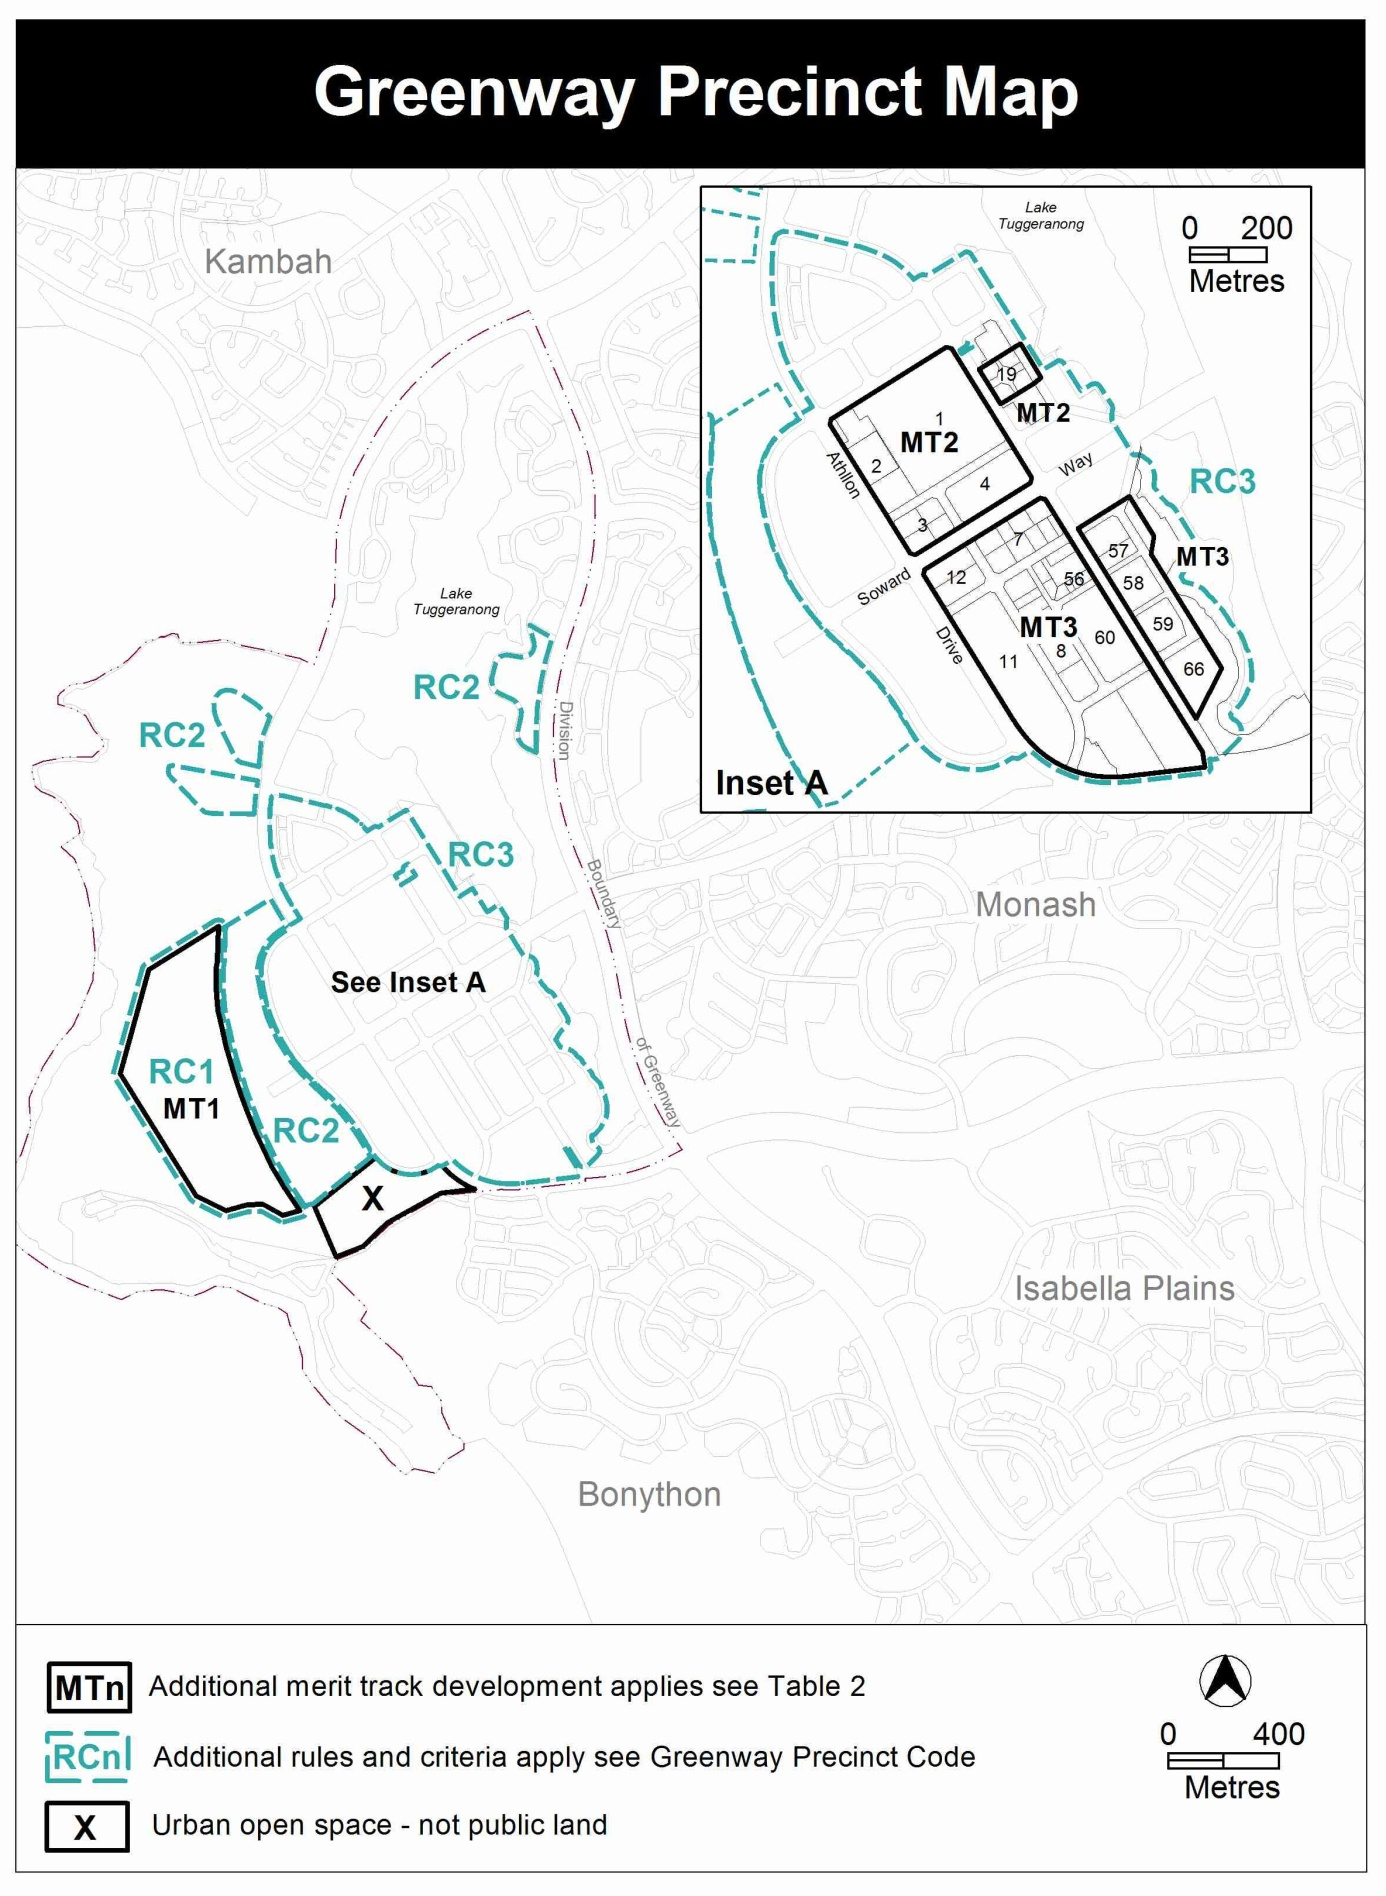 Greenway Precinct Map
Kambah
Lake
Tuggeranong
0 200
Metres
19
MT2
1
MT2
2
4
3
Athllon
Way
Soward
Drive
RC3
MT3
57
58
59
66
7
12
56
MT3
8
60
11
Inset A
Lake
Tuggeranong
RC2
RC2
Division
Boundary
of Greenway
RC3
Monash
See Inset A
RC1
MT1
RC2
X
Isabella Plains
Bonython
MTn Additional merit track development applies see Table 2
RCn Additional rules and criteria apply see Greenway Precinct Code
X Urban open space - not public land
0 400
Metres